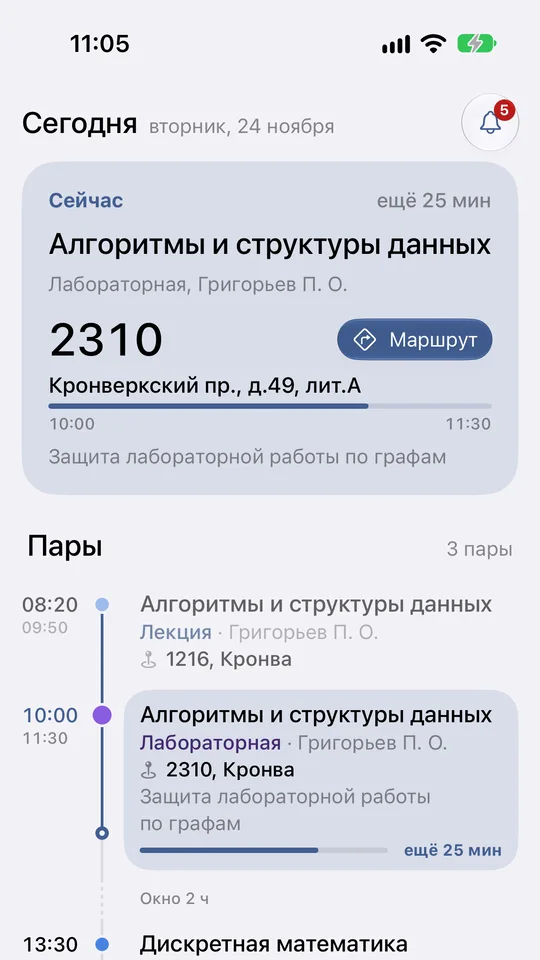 11:05
Сегодня вторник, 24 ноября
5
Сейчас ещё 25 мин
Алгоритмы и структуры данных
Лабораторная, Григорьев П. О.
2310 Маршрут
Кронверкский пр., д.49, лит.А
10:00 11:30
Защита лабораторной работы по графам
Пары 3 пары
08:20 Алгоритмы и структуры данных
09:50 Лекция · Григорьев П. О.
1216, Кронва
10:00 Алгоритмы и структуры данных
11:30 Лабораторная · Григорьев П. О.
2310, Кронва
Защита лабораторной работы
по графам
ещё 25 мин
Окно 2 ч
13:30 Дискретная математика